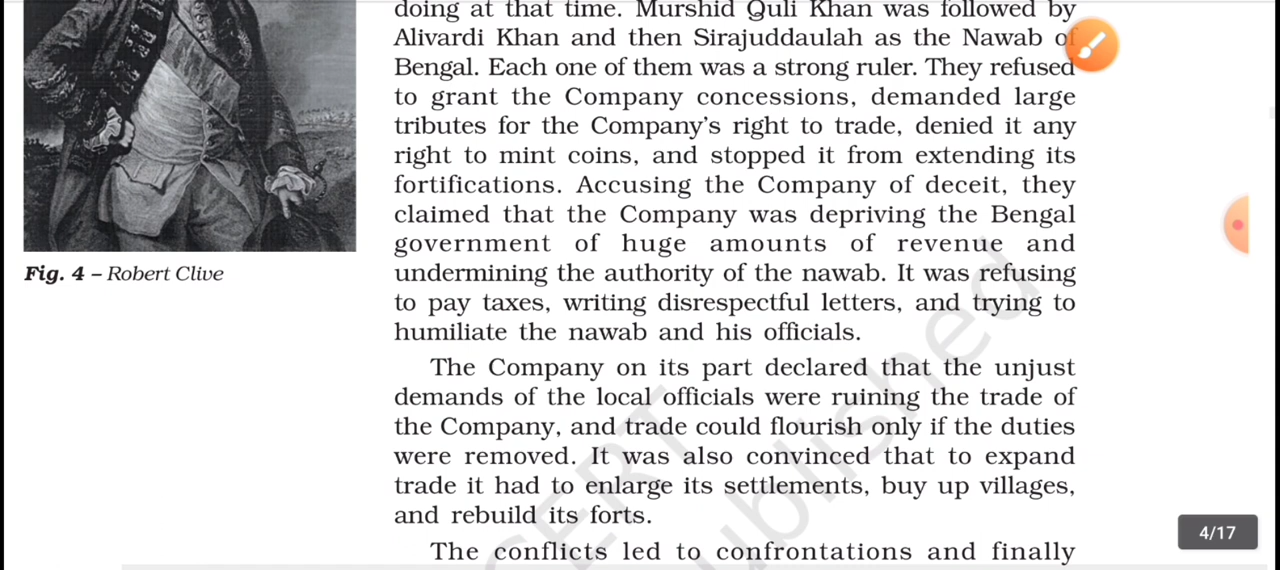 doing at that time. Murshid Quli Khan was followed by
Alivardi Khan and then Sirajuddaulah as the Nawab of
Bengal. Each one of them was a strong ruler. They refused
to grant the Company concessions, demanded large
tributes for the Company's right to trade, denied it any
right to mint coins, and stopped it from extending its
fortifications. Accusing the Company of deceit, they
claimed that the Company was depriving the Bengal
government of huge amounts of revenue and
undermining the authority of the nawab. It was refusing
to pay taxes, writing disrespectful letters, and trying to
humiliate the nawab and his officials.
Fig. 4 – Robert Clive
The Company on its part declared that the unjust
demands of the local officials were ruining the trade of
the Company, and trade could flourish only if the duties
were removed. It was also convinced that to expand
trade it had to enlarge its settlements, buy up villages,
and rebuild its forts.
The conflicts led to confrontations and finally
4/17